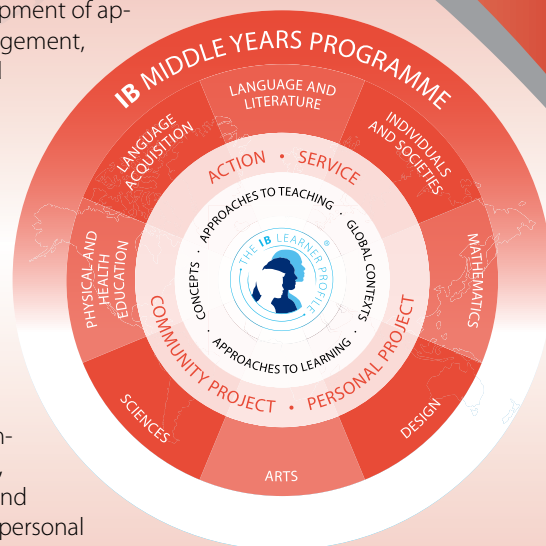 pment of ap-
gement,
IB MIDDLE YEARS PROGRAMME
LANGUAGE AND
LITERATURE
INDIVIDUALS
AND SOCIETIES
MATHEMATICS
DESIGN
ARTS
SCIENCES
PHYSICAL AND
HEALTH
EDUCATION
LANGUAGE
ACQUISITION
ACTION • SERVICE
COMMUNITY PROJECT • PERSONAL PROJECT
APPROACHES TO TEACHING · GLOBAL CONTEXTS · APPROACHES TO LEARNING · CONCEPTS ·
THE IB LEARNER PROFILE ®
n-
nd
personal